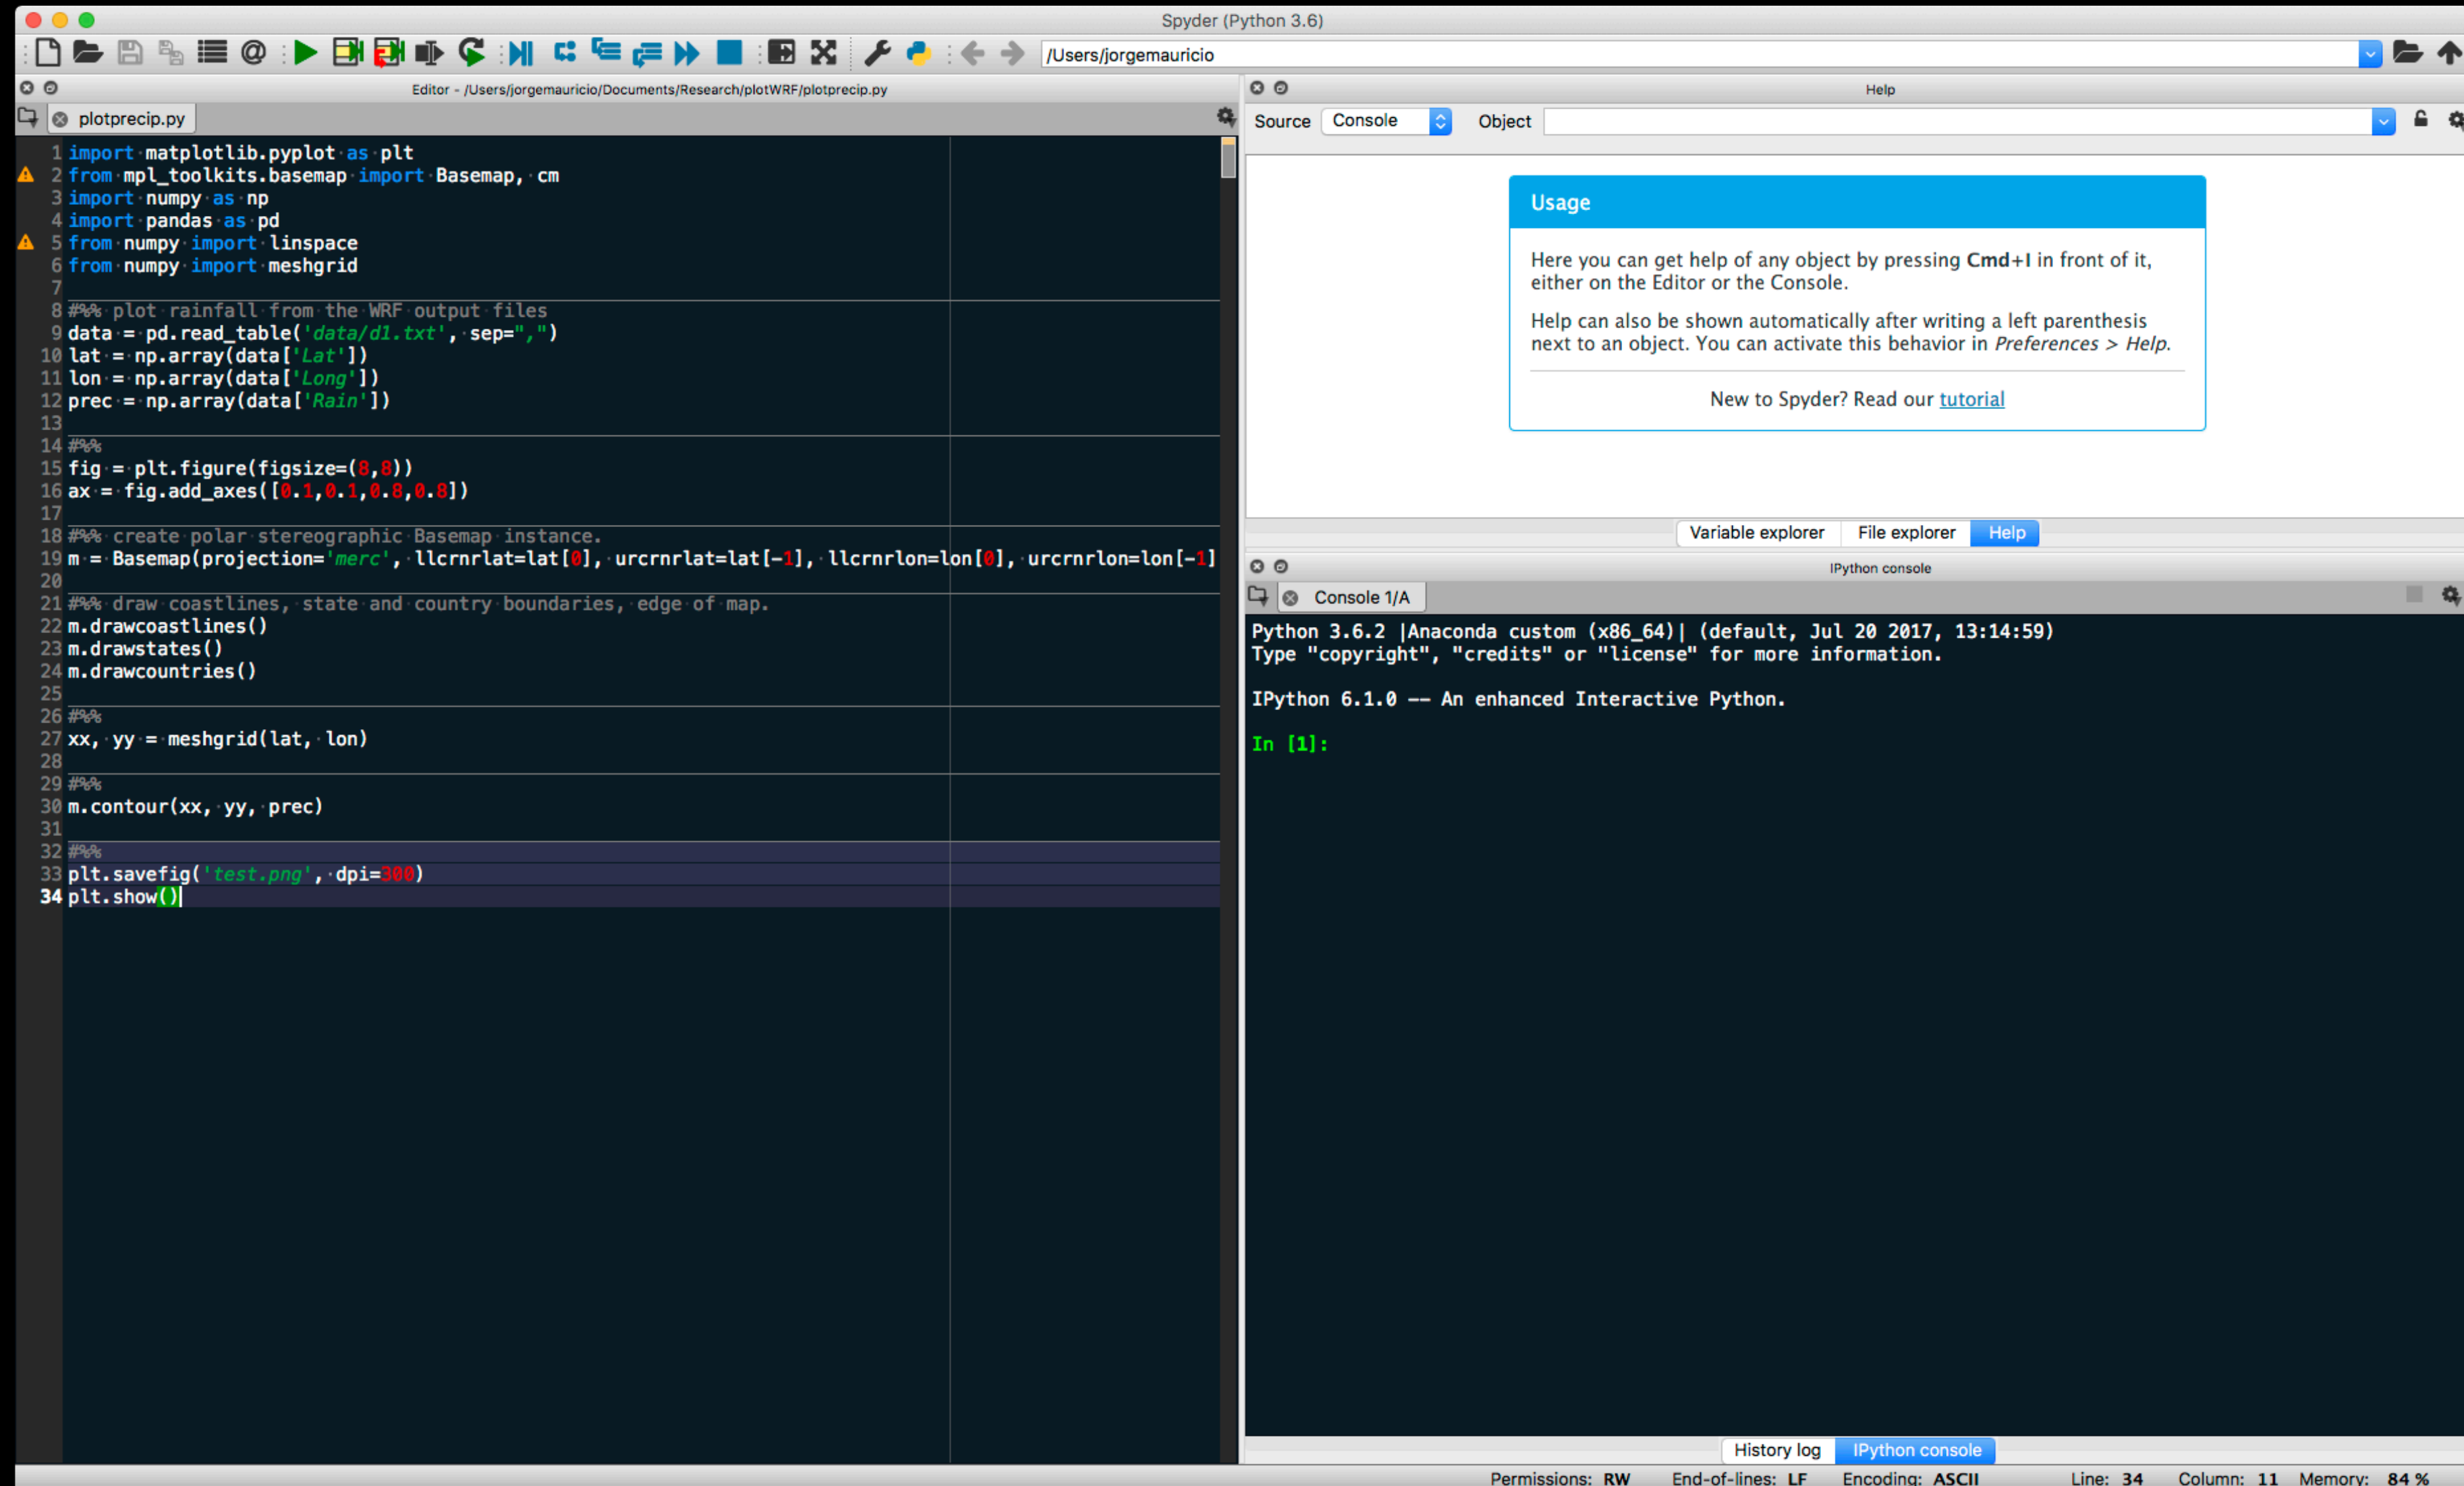 Spyder (Python 3.6)
/Users/jorgemauricio
Editor - /Users/jorgemauricio/Documents/Research/plotWRF/plotprecip.py
plotprecip.py
1 import matplotlib.pyplot as plt
2 from mpl_toolkits.basemap import Basemap, cm
3 import numpy as np
4 import pandas as pd
5 from numpy import linspace
6 from numpy import meshgrid
7
8 #%% plot rainfall from the WRF output files
9 data = pd.read_table('data/d1.txt', sep=",")
10 lat = np.array(data['Lat'])
11 lon = np.array(data['Long'])
12 prec = np.array(data['Rain'])
13
14 #%%
15 fig = plt.figure(figsize=(8,8))
16 ax = fig.add_axes([0.1,0.1,0.8,0.8])
17
18 #%% create polar stereographic Basemap instance.
19 m = Basemap(projection='merc', llcrnrlat=lat[0], urcrnrlat=lat[-1], llcrnrlon=lon[0], urcrnrlon=lon[-1]
20
21 #%% draw coastlines, state and country boundaries, edge of map.
22 m.drawcoastlines()
23 m.drawstates()
24 m.drawcountries()
25
26 #%%
27 xx, yy = meshgrid(lat, lon)
28
29 #%%
30 m.contour(xx, yy, prec)
31
32 #%%
33 plt.savefig('test.png', dpi=300)
34 plt.show()
Help
Source Console Object
Usage
Here you can get help of any object by pressing Cmd+I in front of it,
either on the Editor or the Console.
Help can also be shown automatically after writing a left parenthesis
next to an object. You can activate this behavior in Preferences > Help.
New to Spyder? Read our tutorial
Variable explorer File explorer Help
IPython console
Console 1/A
Python 3.6.2 |Anaconda custom (x86_64)| (default, Jul 20 2017, 13:14:59)
Type "copyright", "credits" or "license" for more information.
IPython 6.1.0 -- An enhanced Interactive Python.
In [1]:
History log IPython console
Permissions: RW End-of-lines: LF Encoding: ASCII Line: 34 Column: 11 Memory: 84 %